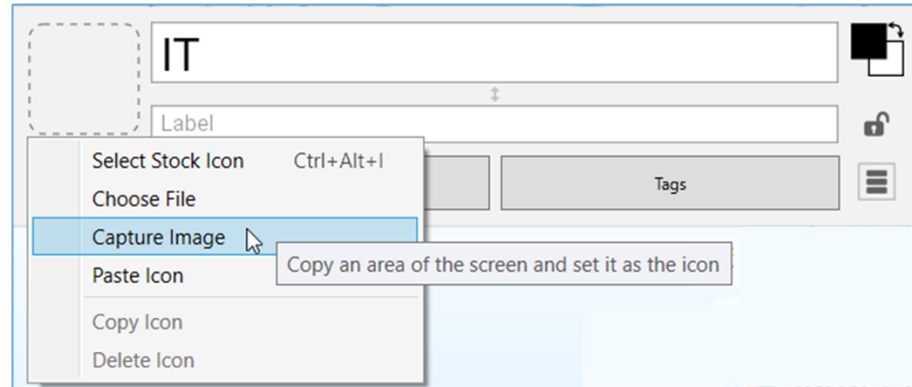 IT
Label
Select Stock Icon Ctrl+Alt+I
Tags
Choose File
Capture Image
Copy an area of the screen and set it as the icon
Paste Icon
Copy Icon
Delete Icon